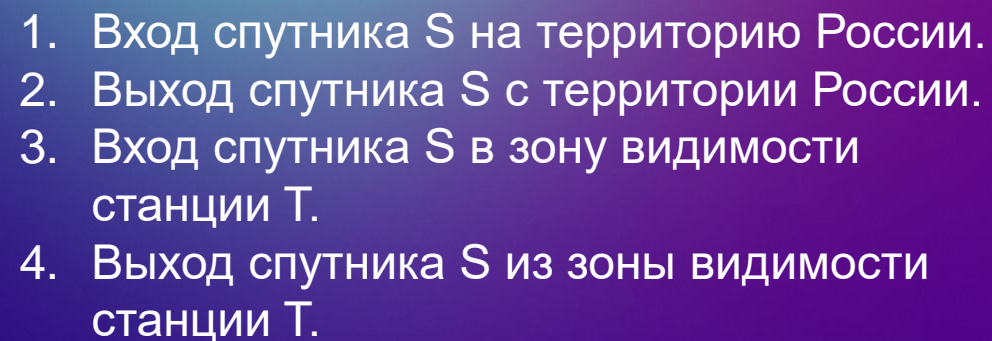 1. Вход спутника S на территорию России.
2. Выход спутника S с территории России.
3. Вход спутника S в зону видимости
станции T.
4. Выход спутника S из зоны видимости
станции T.